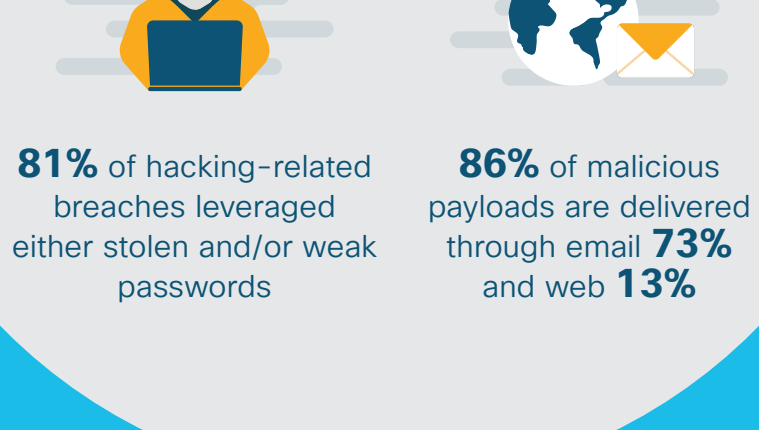 81% of hacking-related
breaches leveraged
either stolen and/or weak
passwords
86% of malicious
payloads are delivered
through email 73%
and web 13%